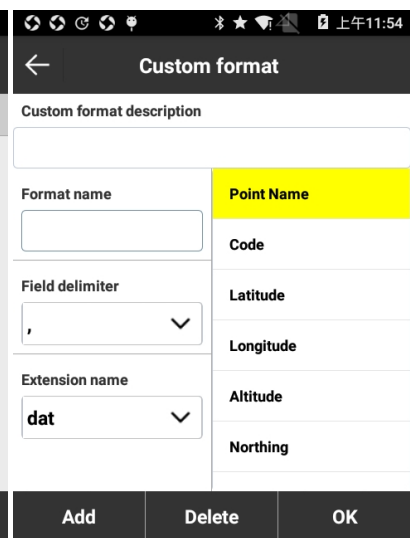 上午11:54
Custom format
Custom format description
Format name
Field delimiter
,
Extension name
dat
Point Name
Code
Latitude
Longitude
Altitude
Northing
Add
Delete
OK